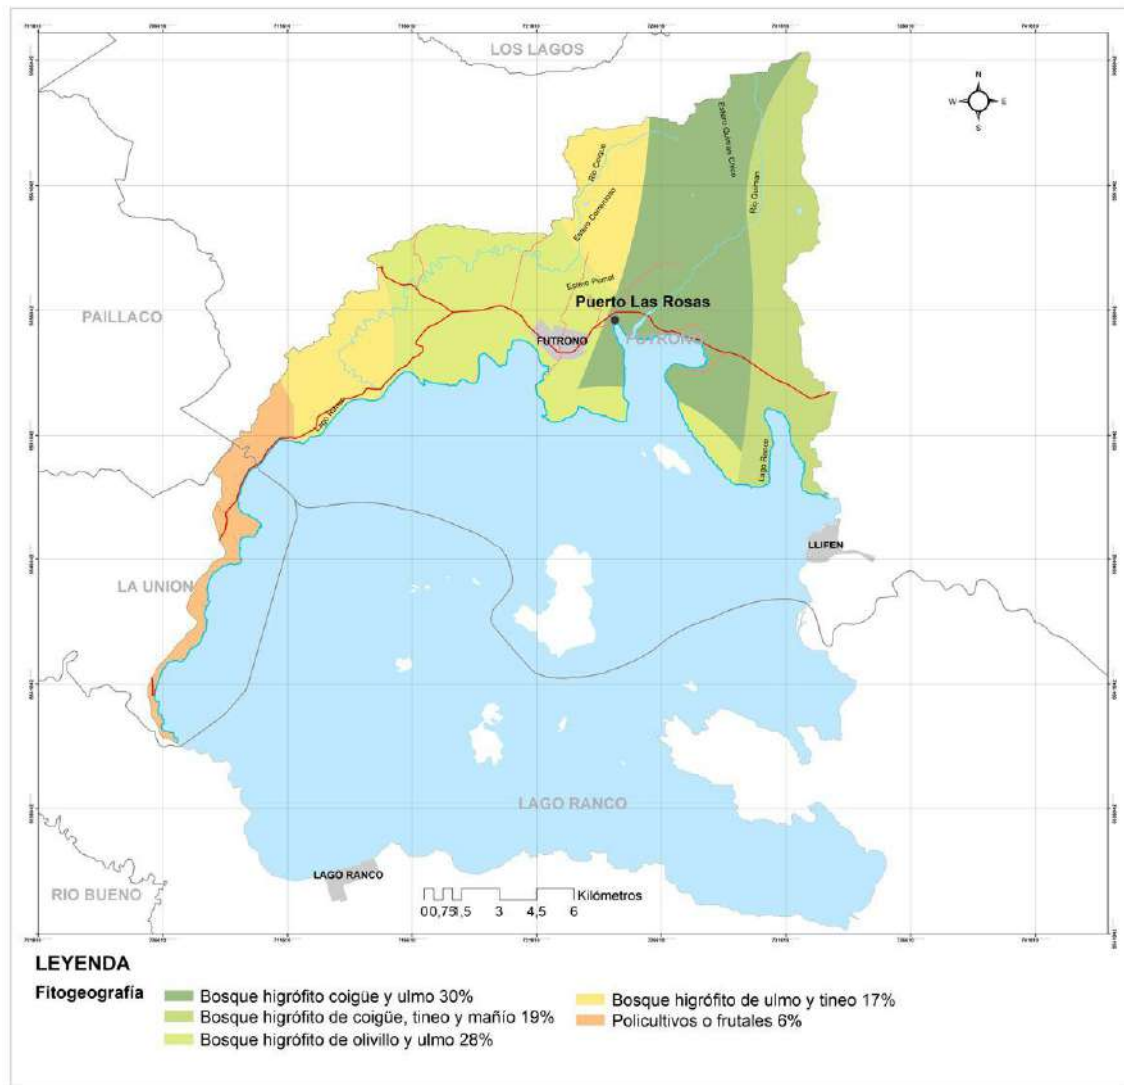 LOS LAGOS
N
W E
S
Estero Quiman Chico
Río Coique
Río Quiman
Estero Correntoso
Estero Piemel
PAILLACO
Puerto Las Rosas
FUTRONO
FUTRONO
Lago Ranco
Lago Ranco
LLIFEN
LA UNION
LAGO RANCO
LAGO RANCO
RIO BUENO
Kilómetros
0 0,75 1,5 3 4,5 6
LEYENDA
Fitogeografía
Bosque higrófito coigüe y ulmo 30%
Bosque higrófito de coigüe, tineo y mañío 19%
Bosque higrófito de olivillo y ulmo 28%
Bosque higrófito de ulmo y tineo 17%
Policultivos o frutales 6%